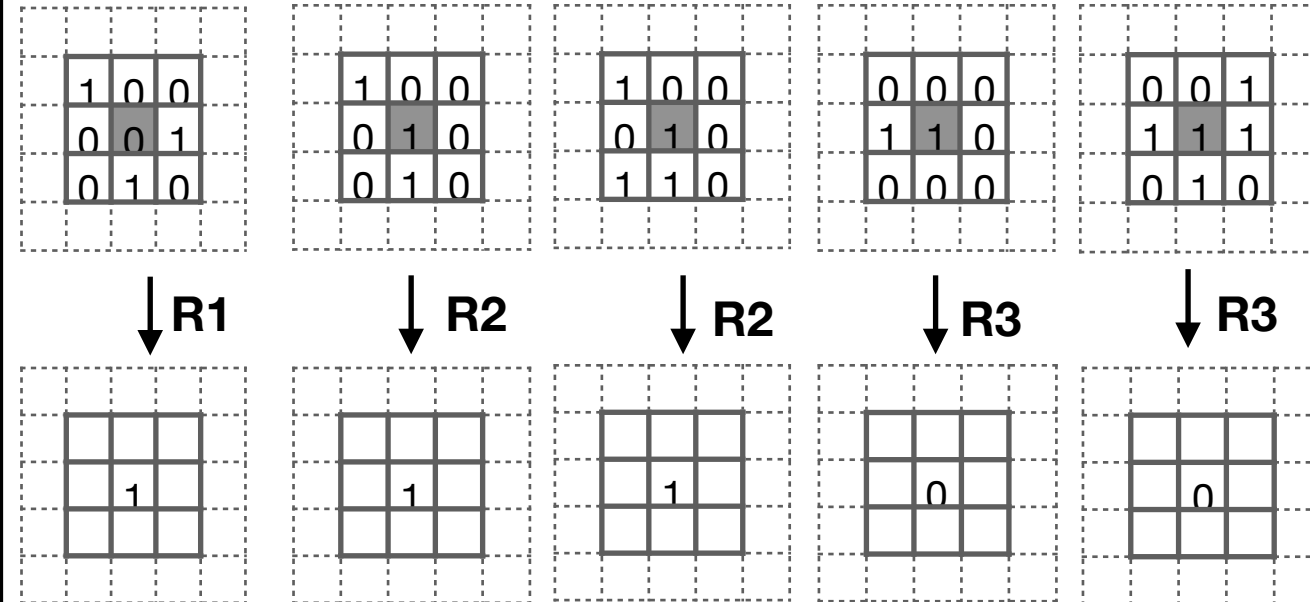 1 0 0 1 0 0 1 0 0 0 0 0 0 0 1
0 0 1 0 1 0 0 1 0 1 1 0 1 1 1
0 1 0 0 1 0 1 1 0 0 0 0 0 1 0
R1 R2 R2 R3 R3
1 1 1 0 0